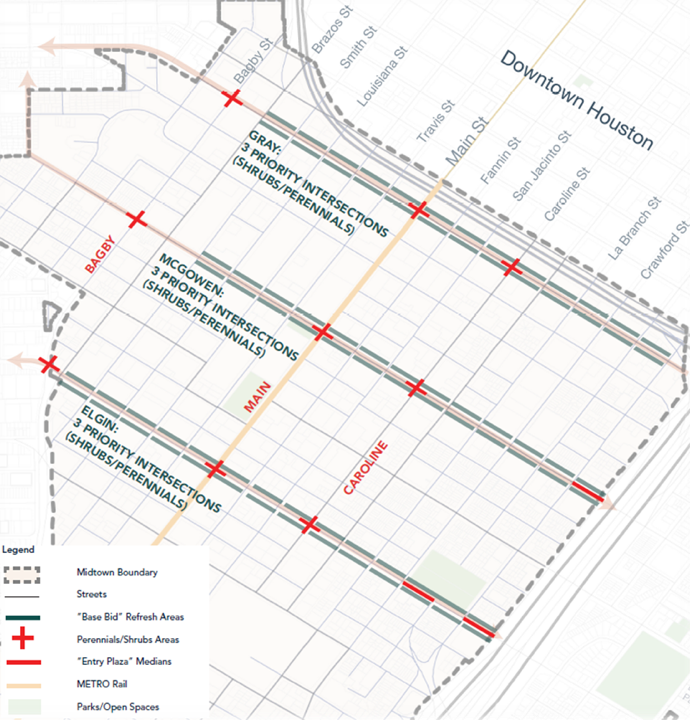 Brazos St
Smith St
Louisiana St
Bagby St
Travis St
Main St
Fannin St
San Jacinto St
Caroline St
La Branch St
Crawford St
Downtown Houston
GRAY:
3 PRIORITY INTERSECTIONS
(SHRUBS/PERENNIALS)
BAGBY
MCGOWEN:
3 PRIORITY INTERSECTIONS
(SHRUBS/PERENNIALS)
MAIN
CAROLINE
ELGIN:
3 PRIORITY INTERSECTIONS
(SHRUBS/PERENNIALS)
Legend
Midtown Boundary
Streets
"Base Bid" Refresh Areas
Perennials/Shrubs Areas
"Entry Plaza" Medians
METRO Rail
Parks/Open Spaces